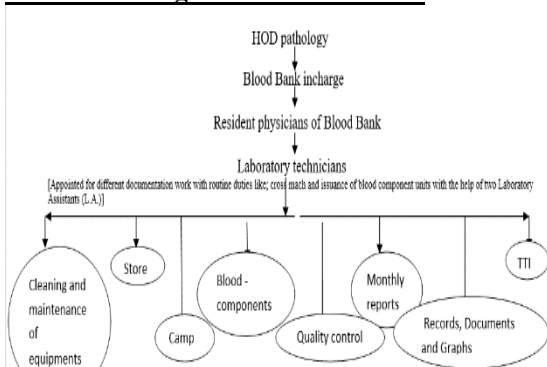 HOD pathology
Blood Bank incharge
Resident physicians of Blood Bank
Laboratory technicians
[Appointed for different documentation work with routine duties like; cross mach and issuance of blood component units with the help of two Laboratory
Assistants (L.A.)]
Cleaning and
maintenance
of
equipments
Store
Camp
Blood -
components
Quality control
Monthly
reports
Records, Documents
and Graphs
TTI